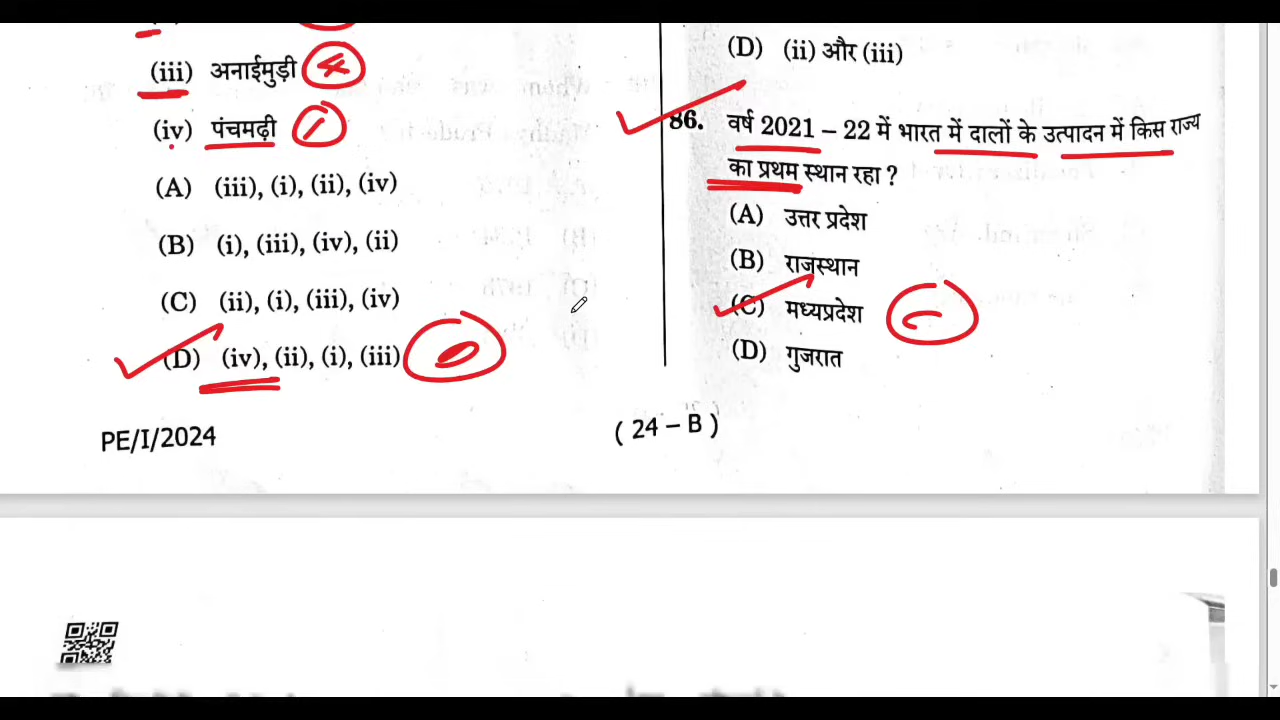 (iii) अनाईमुड़ी 4
(iv) पंचमढ़ी 1
(A) (iii), (i), (ii), (iv)
(B) (i), (iii), (iv), (ii)
(C) (ii), (i), (iii), (iv)
(D) (iv), (ii), (i), (iii)
PE/I/2024
(D) (ii) और (iii)
86. वर्ष 2021 – 22 में भारत में दालों के उत्पादन में किस राज्य
का प्रथम स्थान रहा ?
(A) उत्तर प्रदेश
(B) राजस्थान
(C) मध्यप्रदेश
(D) गुजरात
( 24 – B )